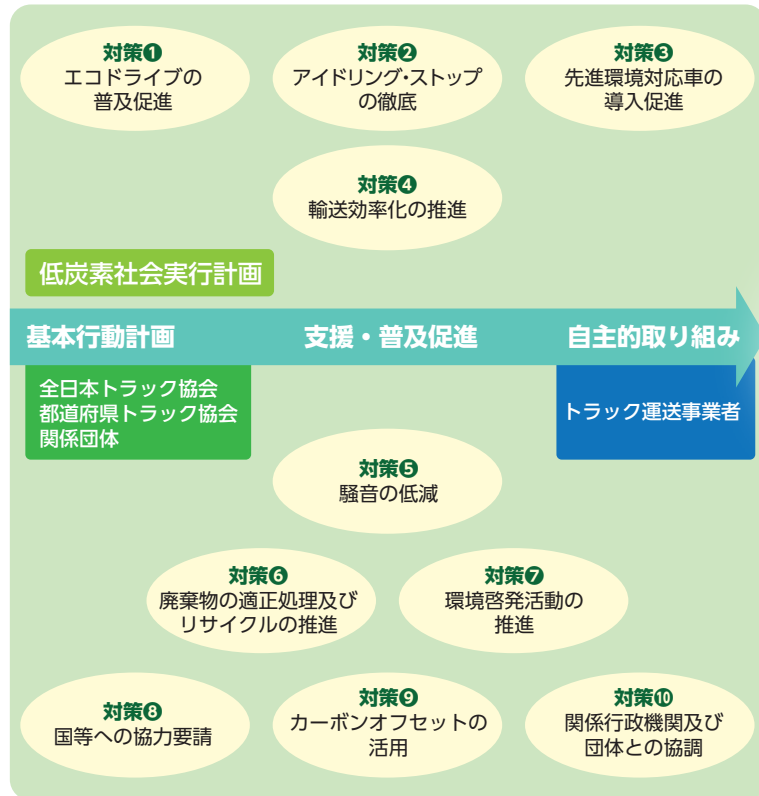 対策❶
エコドライブの
普及促進
対策❷
アイドリング・ストップ
の徹底
対策❸
先進環境対応車の
導入促進
対策❹
輸送効率化の推進
低炭素社会実行計画
基本行動計画
支援・普及促進
自主的取り組み
全日本トラック協会
都道府県トラック協会
関係団体
トラック運送事業者
対策❺
騒音の低減
対策❻
廃棄物の適正処理及び
リサイクルの推進
対策❼
環境啓発活動の
推進
対策❽
国等への協力要請
対策❾
カーボンオフセットの
活用
対策❿
関係行政機関及び
団体との協調